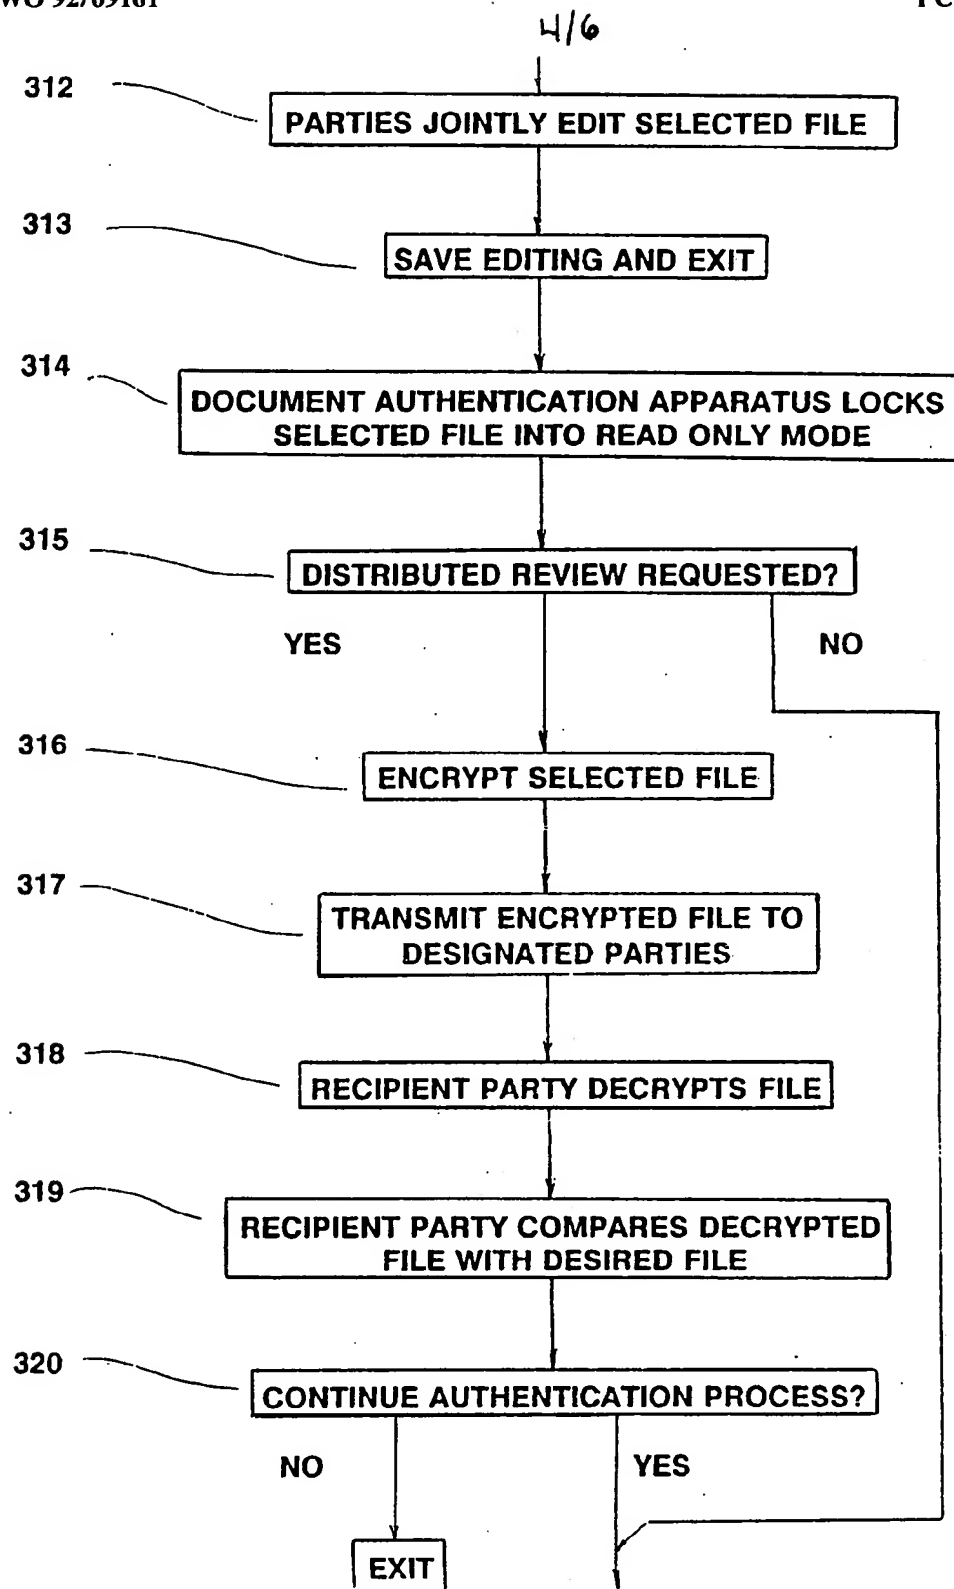 4/6
312
PARTIES JOINTLY EDIT SELECTED FILE
313
SAVE EDITING AND EXIT
314
DOCUMENT AUTHENTICATION APPARATUS LOCKS
SELECTED FILE INTO READ ONLY MODE
315
DISTRIBUTED REVIEW REQUESTED?
YES
NO
316
ENCRYPT SELECTED FILE
317
TRANSMIT ENCRYPTED FILE TO
DESIGNATED PARTIES
318
RECIPIENT PARTY DECRYPTS FILE
319
RECIPIENT PARTY COMPARES DECRYPTED
FILE WITH DESIRED FILE
320
CONTINUE AUTHENTICATION PROCESS?
NO
YES
EXIT